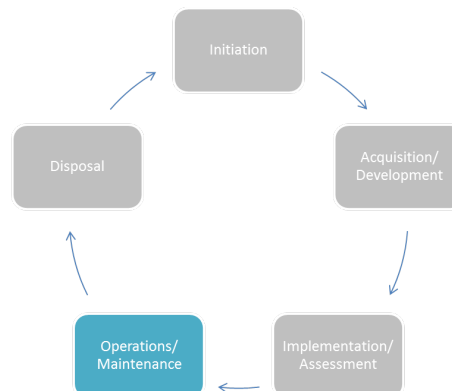 Initiation
Acquisition/
Development
Implementation/
Assessment
Operations/
Maintenance
Disposal